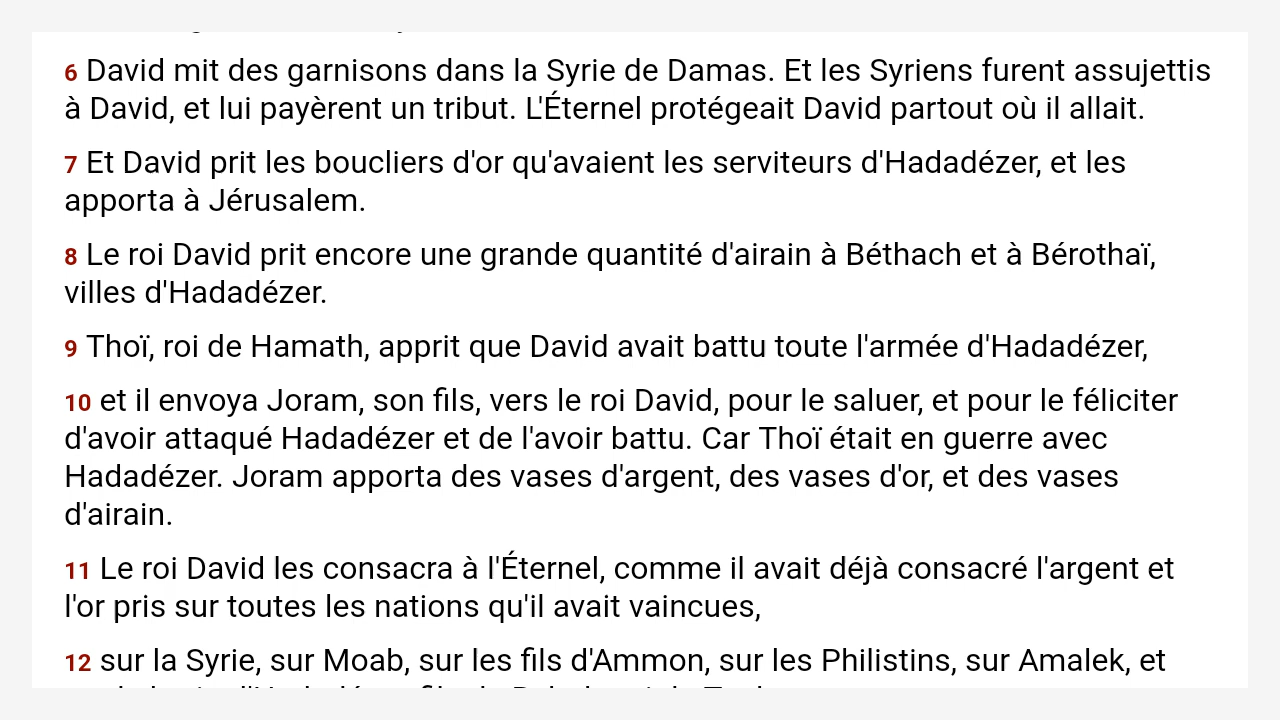 6 David mit des garnisons dans la Syrie de Damas. Et les Syriens furent assujettis
à David, et lui payèrent un tribut. L'Éternel protégeait David partout où il allait.
7 Et David prit les boucliers d'or qu'avaient les serviteurs d'Hadadézer, et les
apporta à Jérusalem.
8 Le roi David prit encore une grande quantité d'airain à Béthach et à Bérothaï,
villes d'Hadadézer.
9 Thoï, roi de Hamath, apprit que David avait battu toute l'armée d'Hadadézer,
10 et il envoya Joram, son fils, vers le roi David, pour le saluer, et pour le féliciter
d'avoir attaqué Hadadézer et de l'avoir battu. Car Thoï était en guerre avec
Hadadézer. Joram apporta des vases d'argent, des vases d'or, et des vases
d'airain.
11 Le roi David les consacra à l'Éternel, comme il avait déjà consacré l'argent et
l'or pris sur toutes les nations qu'il avait vaincues,
12 sur la Syrie, sur Moab, sur les fils d'Ammon, sur les Philistins, sur Amalek, et